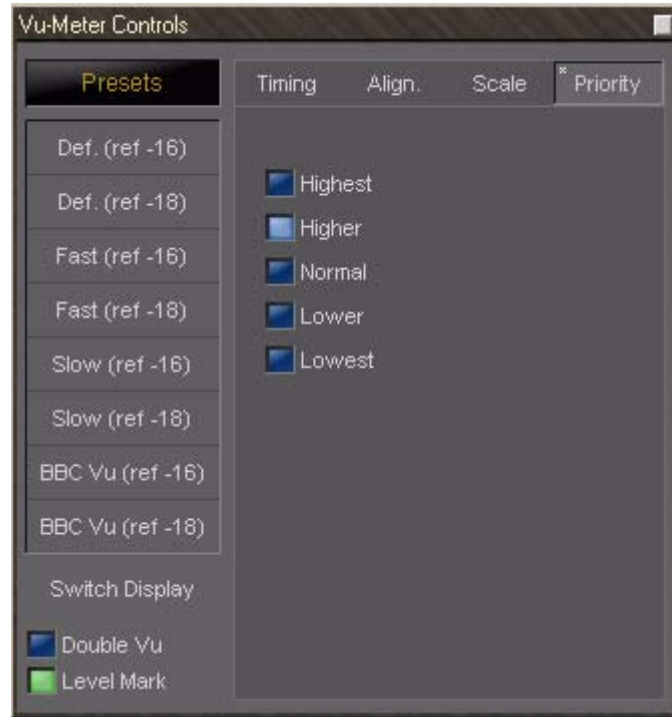 Vu-Meter Controls
Presets
Timing Align. Scale * Priority
Def. (ref -16)
Def. (ref -18)
Fast (ref -16)
Fast (ref -18)
Slow (ref -16)
Slow (ref -18)
BBC Vu (ref -16)
BBC Vu (ref -18)
Switch Display
Double Vu
Level Mark
Highest
Higher
Normal
Lower
Lowest